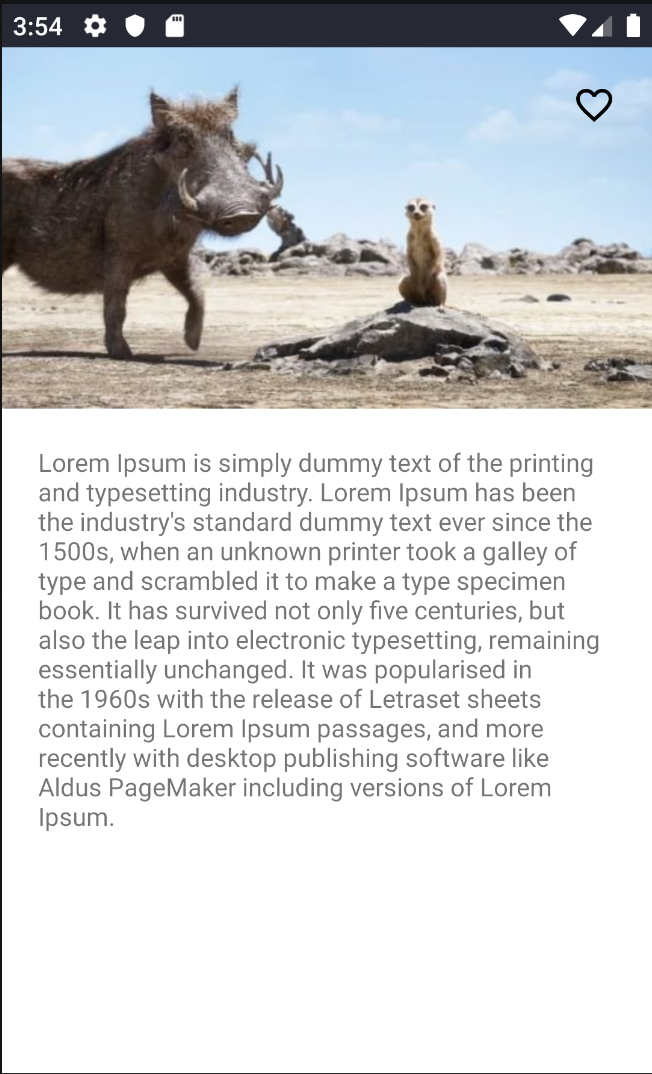 3:54
Lorem Ipsum is simply dummy text of the printing
and typesetting industry. Lorem Ipsum has been
the industry's standard dummy text ever since the
1500s, when an unknown printer took a galley of
type and scrambled it to make a type specimen
book. It has survived not only five centuries, but
also the leap into electronic typesetting, remaining
essentially unchanged. It was popularised in
the 1960s with the release of Letraset sheets
containing Lorem Ipsum passages, and more
recently with desktop publishing software like
Aldus PageMaker including versions of Lorem
Ipsum.